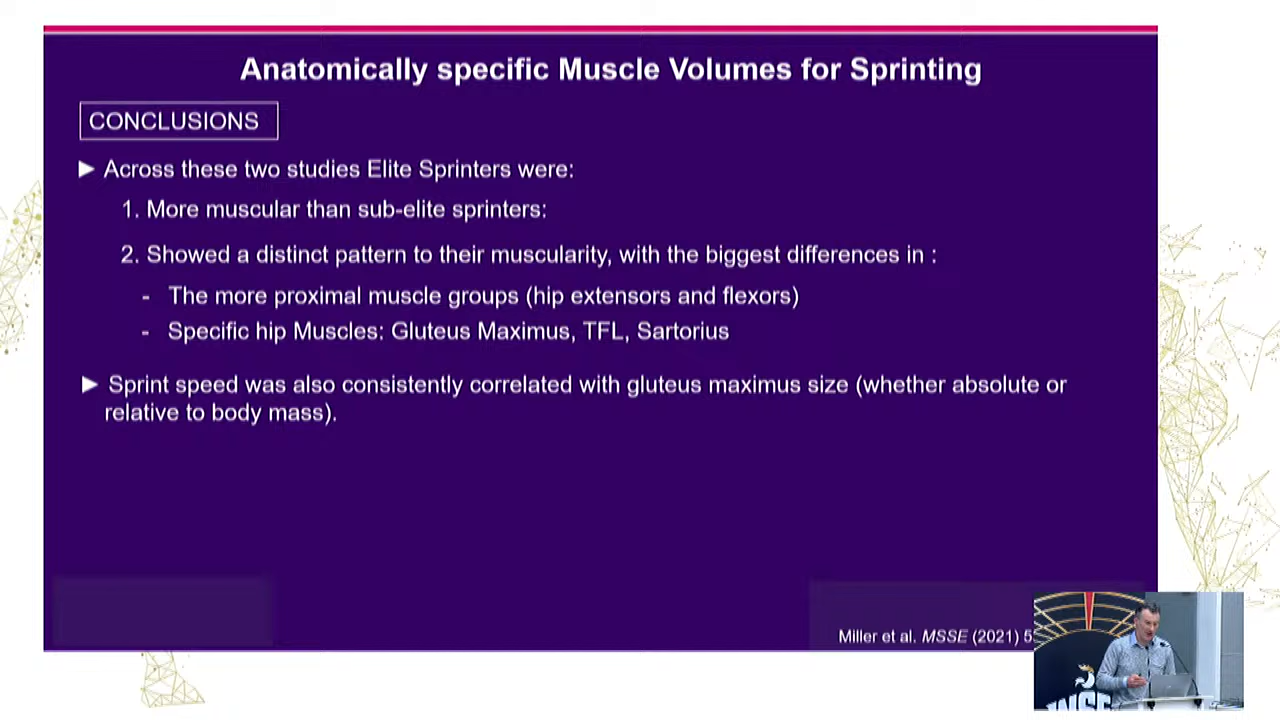 Anatomically specific Muscle Volumes for Sprinting
CONCLUSIONS
► Across these two studies Elite Sprinters were:
1. More muscular than sub-elite sprinters:
2. Showed a distinct pattern to their muscularity, with the biggest differences in :
- The more proximal muscle groups (hip extensors and flexors)
- Specific hip Muscles: Gluteus Maximus, TFL, Sartorius
► Sprint speed was also consistently correlated with gluteus maximus size (whether absolute or
relative to body mass).
Miller et al. MSSE (2021) 5